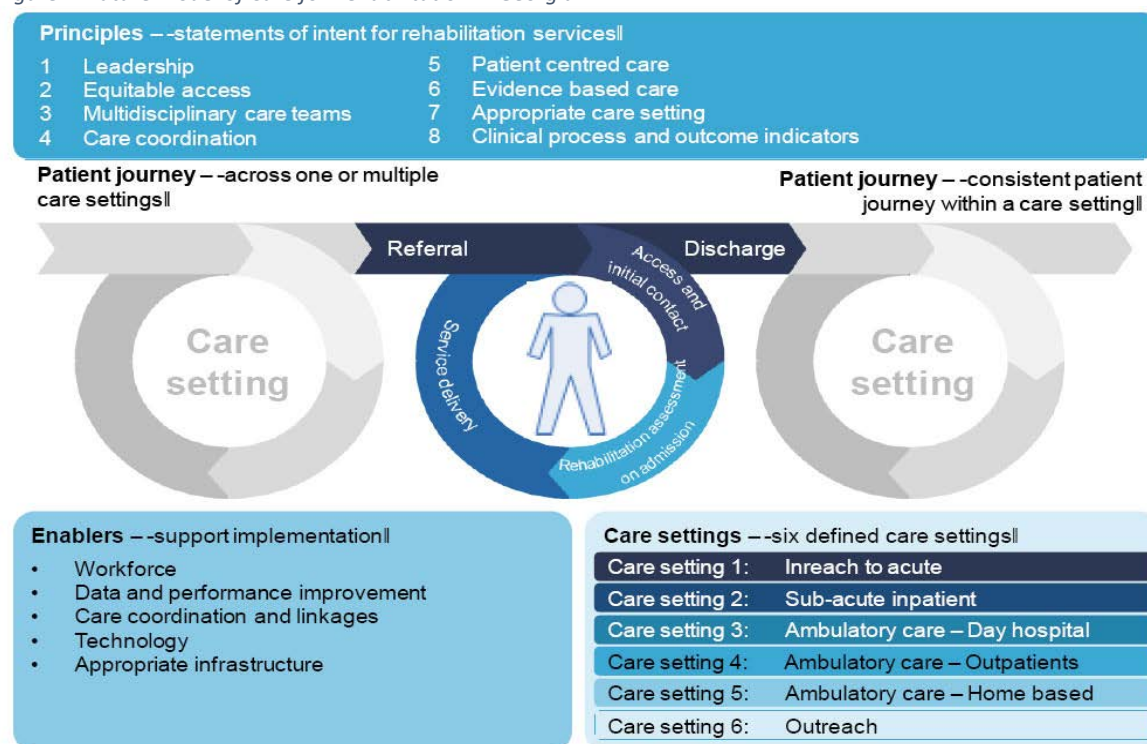 Principles – -statements of intent for rehabilitation services‖
1 Leadership
2 Equitable access
3 Multidisciplinary care teams
4 Care coordination
5 Patient centred care
6 Evidence based care
7 Appropriate care setting
8 Clinical process and outcome indicators
Patient journey – -across one or multiple
care settings‖
Patient journey – -consistent patient
journey within a care setting‖
Referral
Discharge
Access and
initial contact
Rehabilitation assessment
on admission
Service delivery
Care
setting
Care
setting
Enablers – -support implementation‖
• Workforce
• Data and performance improvement
• Care coordination and linkages
• Technology
• Appropriate infrastructure
Care settings – -six defined care settings‖
Care setting 1: Inreach to acute
Care setting 2: Sub-acute inpatient
Care setting 3: Ambulatory care – Day hospital
Care setting 4: Ambulatory care – Outpatients
Care setting 5: Ambulatory care – Home based
Care setting 6: Outreach